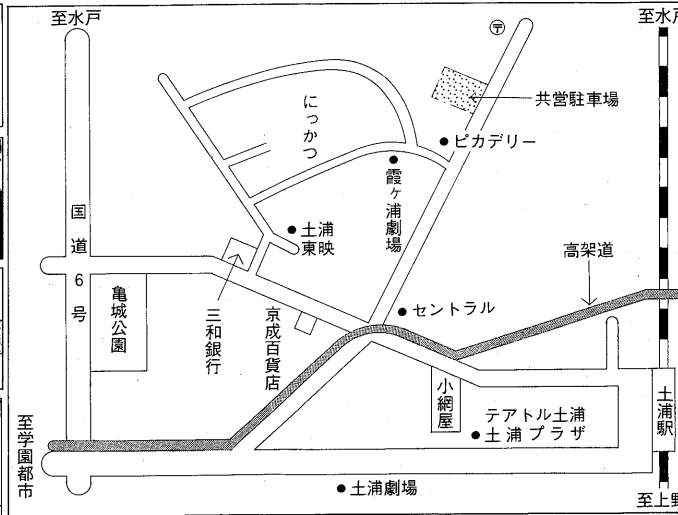 至水戸
〒
至水戸
共営駐車場
にっかつ
ピカデリー
霞ヶ浦劇場
国道6号
土浦
東映
高架道
亀城公園
三和銀行
京成百貨店
セントラル
小網屋
テアトル土浦
土浦プラザ
土浦駅
至学園都市
土浦劇場
至上野